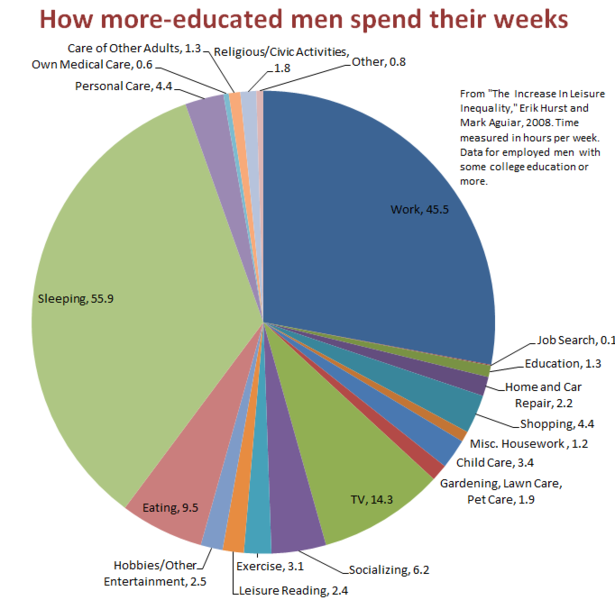 How more-educated men spend their weeks
Care of Other Adults, 1.3
Religious/Civic Activities,
1.8
Other, 0.8
Own Medical Care, 0.6
Personal Care, 4.4
From "The Increase In Leisure
Inequality," Erik Hurst and
Mark Aguiar, 2008. Time
measured in hours per week.
Data for employed men with
some college education or
more.
Work, 45.5
Sleeping, 55.9
Job Search, 0.1
Education, 1.3
Home and Car
Repair, 2.2
Shopping, 4.4
Misc. Housework, 1.2
Child Care, 3.4
Gardening, Lawn Care,
Pet Care, 1.9
TV, 14.3
Eating, 9.5
Socializing, 6.2
Exercise, 3.1
Hobbies/Other
Entertainment, 2.5
Leisure Reading, 2.4